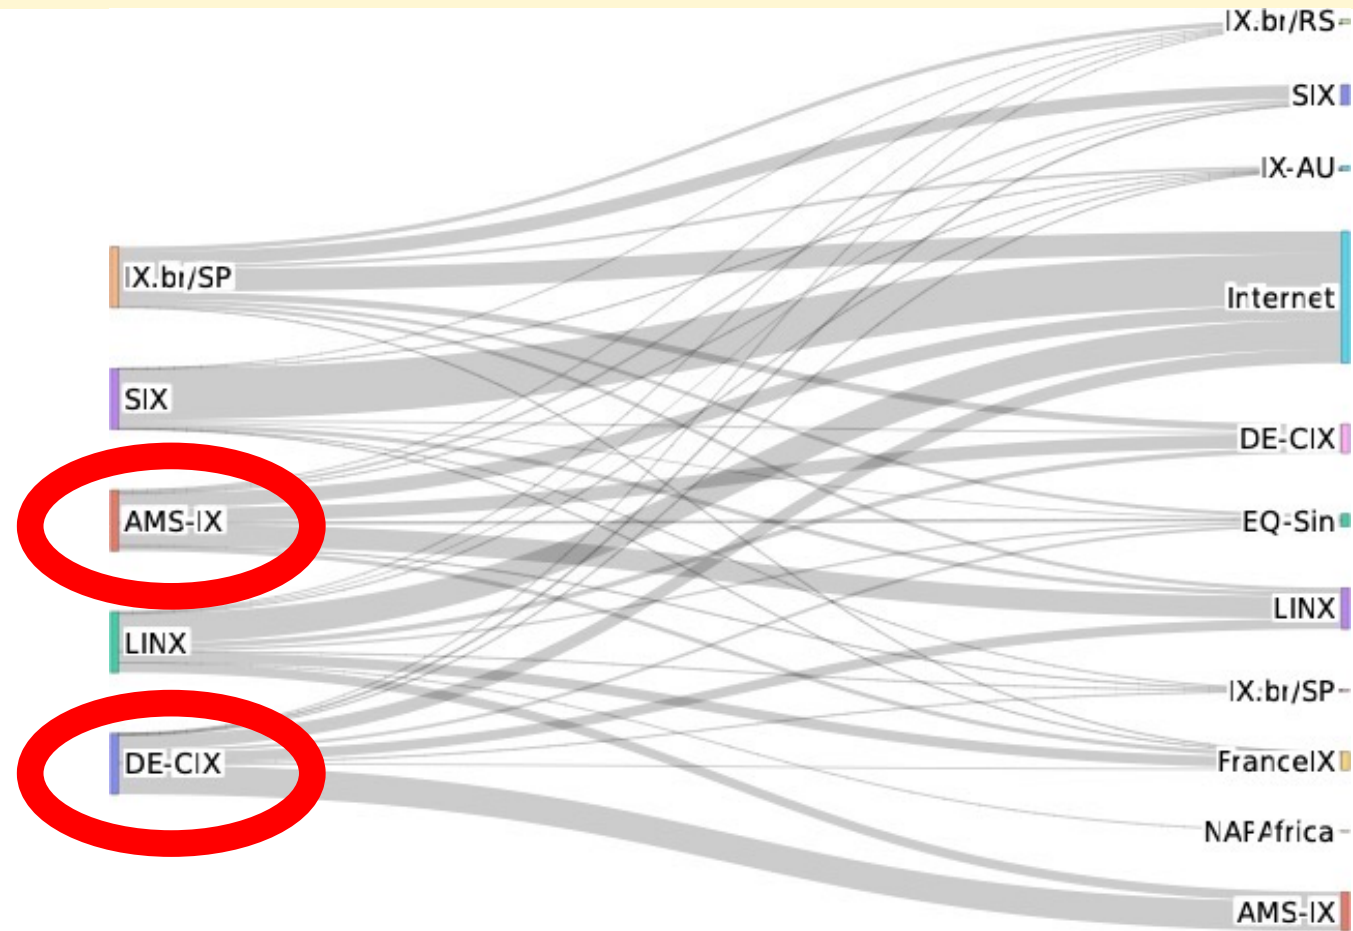 IX.br/RS
SIX
IX-AU
IX.br/SP
Internet
SIX
DE-CIX
AMS-IX
EQ-Sin
LINX
LINX
IX.br/SP
DE-CIX
FranceIX
NAPAfrica
AMS-IX